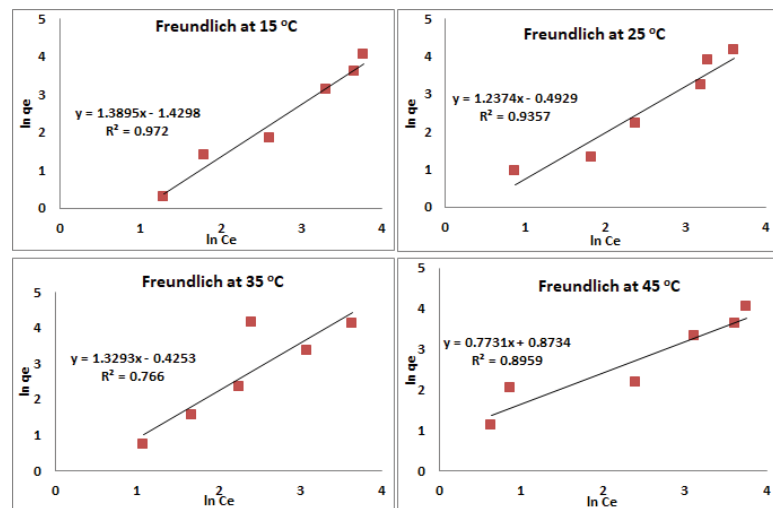 Freundlich at 15 °C
5
4
3
2
1
0
ln qe
y = 1.3895x - 1.4298
R² = 0.972
0 1 2 3 4
ln Ce
Freundlich at 25 °C
5
4
3
2
1
0
ln qe
y = 1.2374x - 0.4929
R² = 0.9357
0 1 2 3 4
ln Ce
Freundlich at 35 °C
5
4
3
2
1
0
ln qe
y = 1.3293x - 0.4253
R² = 0.766
0 1 2 3 4
ln Ce
Freundlich at 45 °C
5
4
3
2
1
0
ln qe
y = 0.7731x + 0.8734
R² = 0.8959
0 1 2 3 4
ln Ce